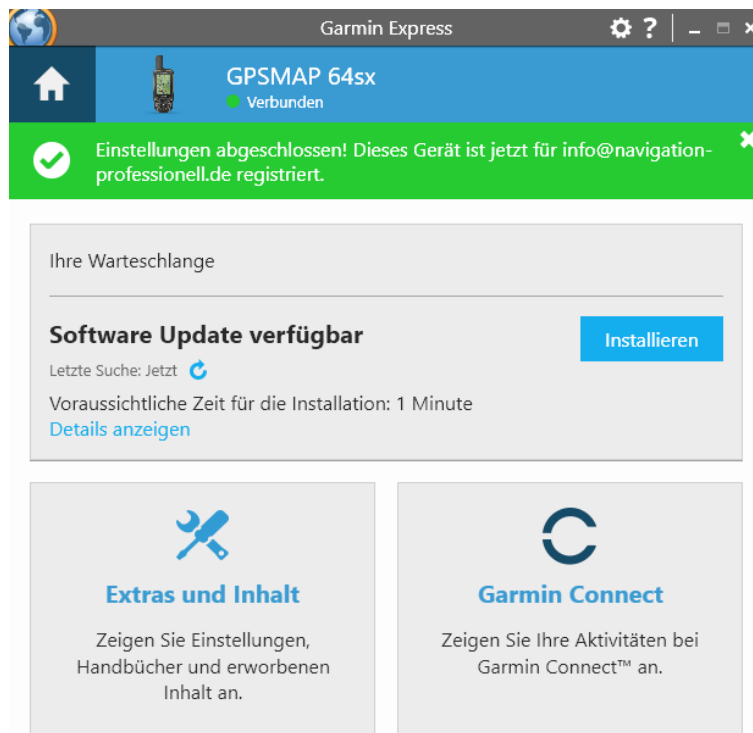 Garmin Express
?
GPSMAP 64sx
Verbunden
Einstellungen abgeschlossen! Dieses Gerät ist jetzt für info@navigation-
professionell.de registriert.
Ihre Warteschlange
Software Update verfügbar
Installieren
Letzte Suche: Jetzt
Voraussichtliche Zeit für die Installation: 1 Minute
Details anzeigen
Extras und Inhalt
Zeigen Sie Einstellungen,
Handbücher und erworbenen
Inhalt an.
Garmin Connect
Zeigen Sie Ihre Aktivitäten bei
Garmin Connect™ an.